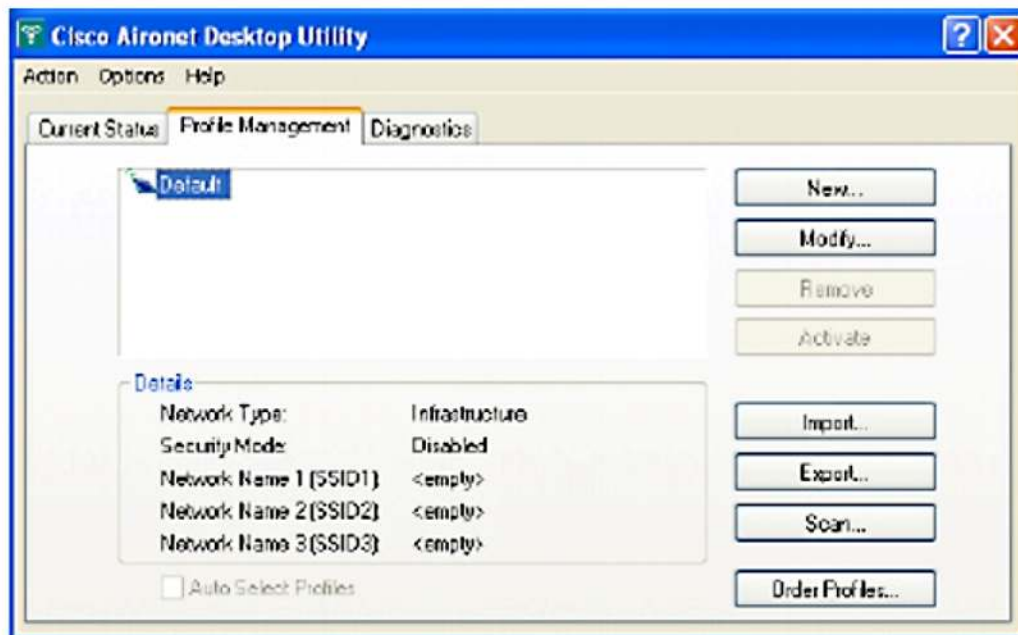 Cisco Aironet Desktop Utility
Action Options Help
Current Status Profile Management Diagnostics
Default
New...
Modify...
Remove
Activate
Details
Network Type: Infrastructure
Security Mode: Disabled
Network Name 1 (SSID1) <empty>
Network Name 2 (SSID2) <empty>
Network Name 3 (SSID3) <empty>
Import...
Export...
Scan...
Auto Select Profiles
Order Profiles...